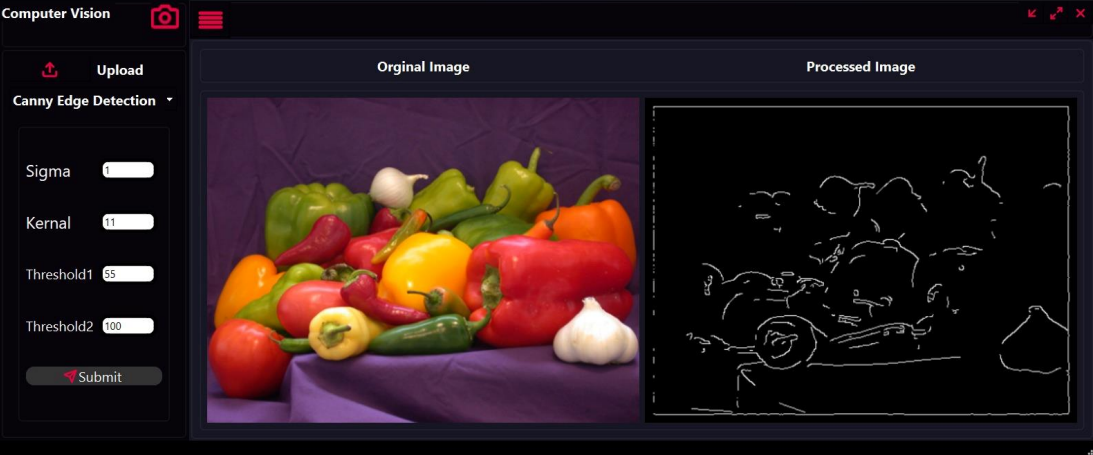 Computer Vision
Upload
Canny Edge Detection
Sigma 1
Kernal 11
Threshold1 55
Threshold2 100
Submit
Orginal Image
Processed Image